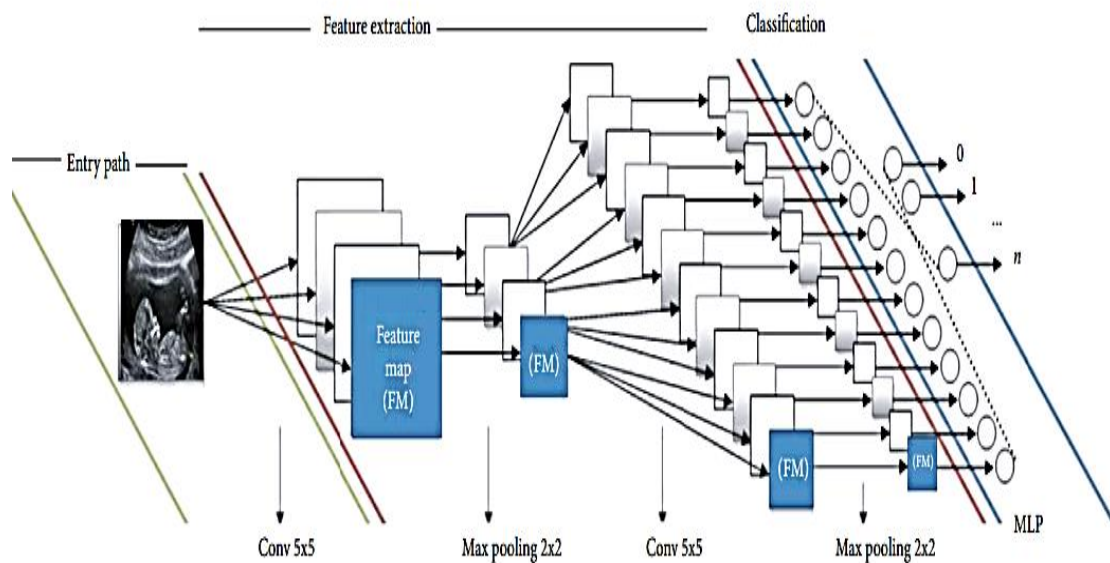 Feature extraction
Classification
Entry path
0
1
...
n
Feature
map
(FM)
(FM)
(FM)
(FM)
MLP
Conv 5x5
Max pooling 2x2
Conv 5x5
Max pooling 2x2